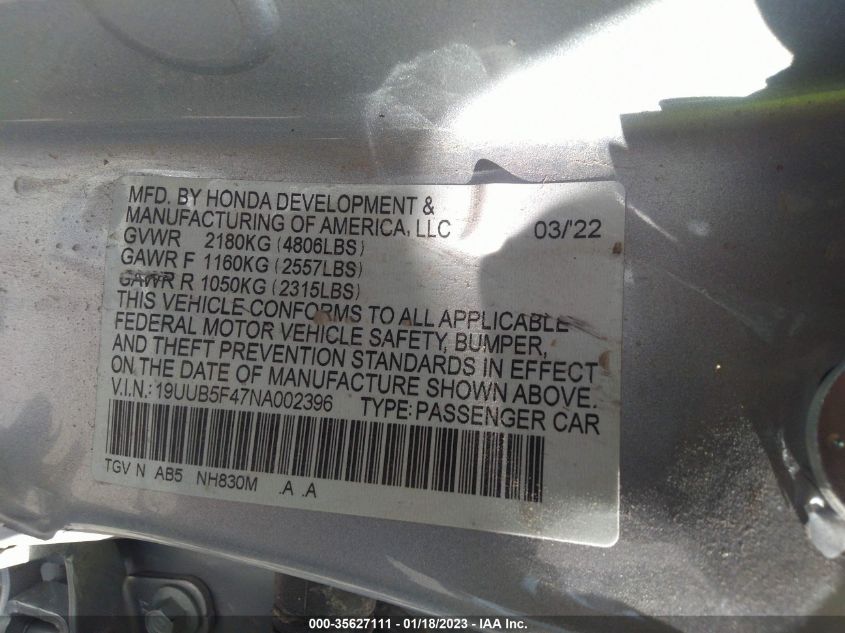 MFD. BY HONDA DEVELOPMENT &
MANUFACTURING OF AMERICA, LLC 03/'22
GVWR 2180KG (4806LBS)
GAWR F 1160KG (2557LBS)
GAWR R 1050KG (2315LBS)
THIS VEHICLE CONFORMS TO ALL APPLICABLE
FEDERAL MOTOR VEHICLE SAFETY, BUMPER,
AND THEFT PREVENTION STANDARDS IN EFFECT
ON THE DATE OF MANUFACTURE SHOWN ABOVE.
V.I.N.: 19UUB5F47NA002396 TYPE: PASSENGER CAR
TGV N AB5 NH830M .A .A
000-35627111 - 01/18/2023 - IAA Inc.